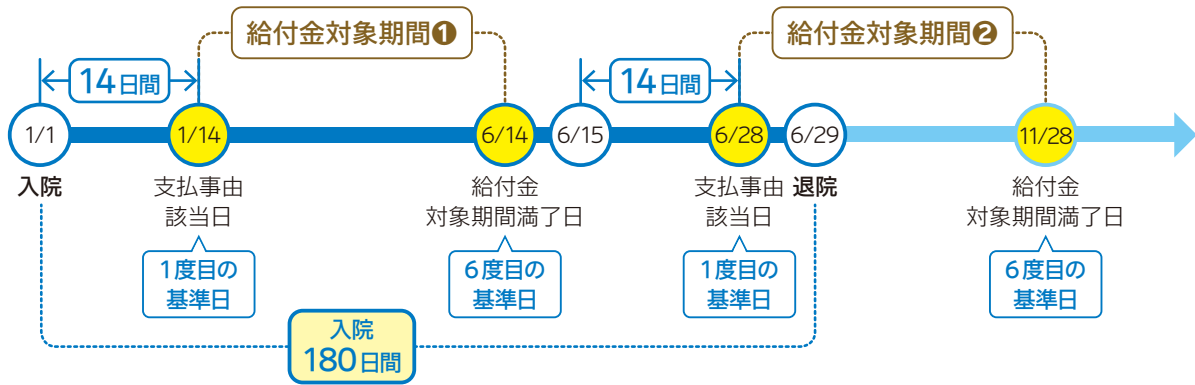 給付金対象期間❶
給付金対象期間❷
14日間
14日間
1/1
1/14
6/14
6/15
6/28
6/29
11/28
入院
支払事由
該当日
給付金
対象期間満了日
支払事由
該当日
退院
給付金
対象期間満了日
1度目の
基準日
6度目の
基準日
1度目の
基準日
6度目の
基準日
入院
180日間